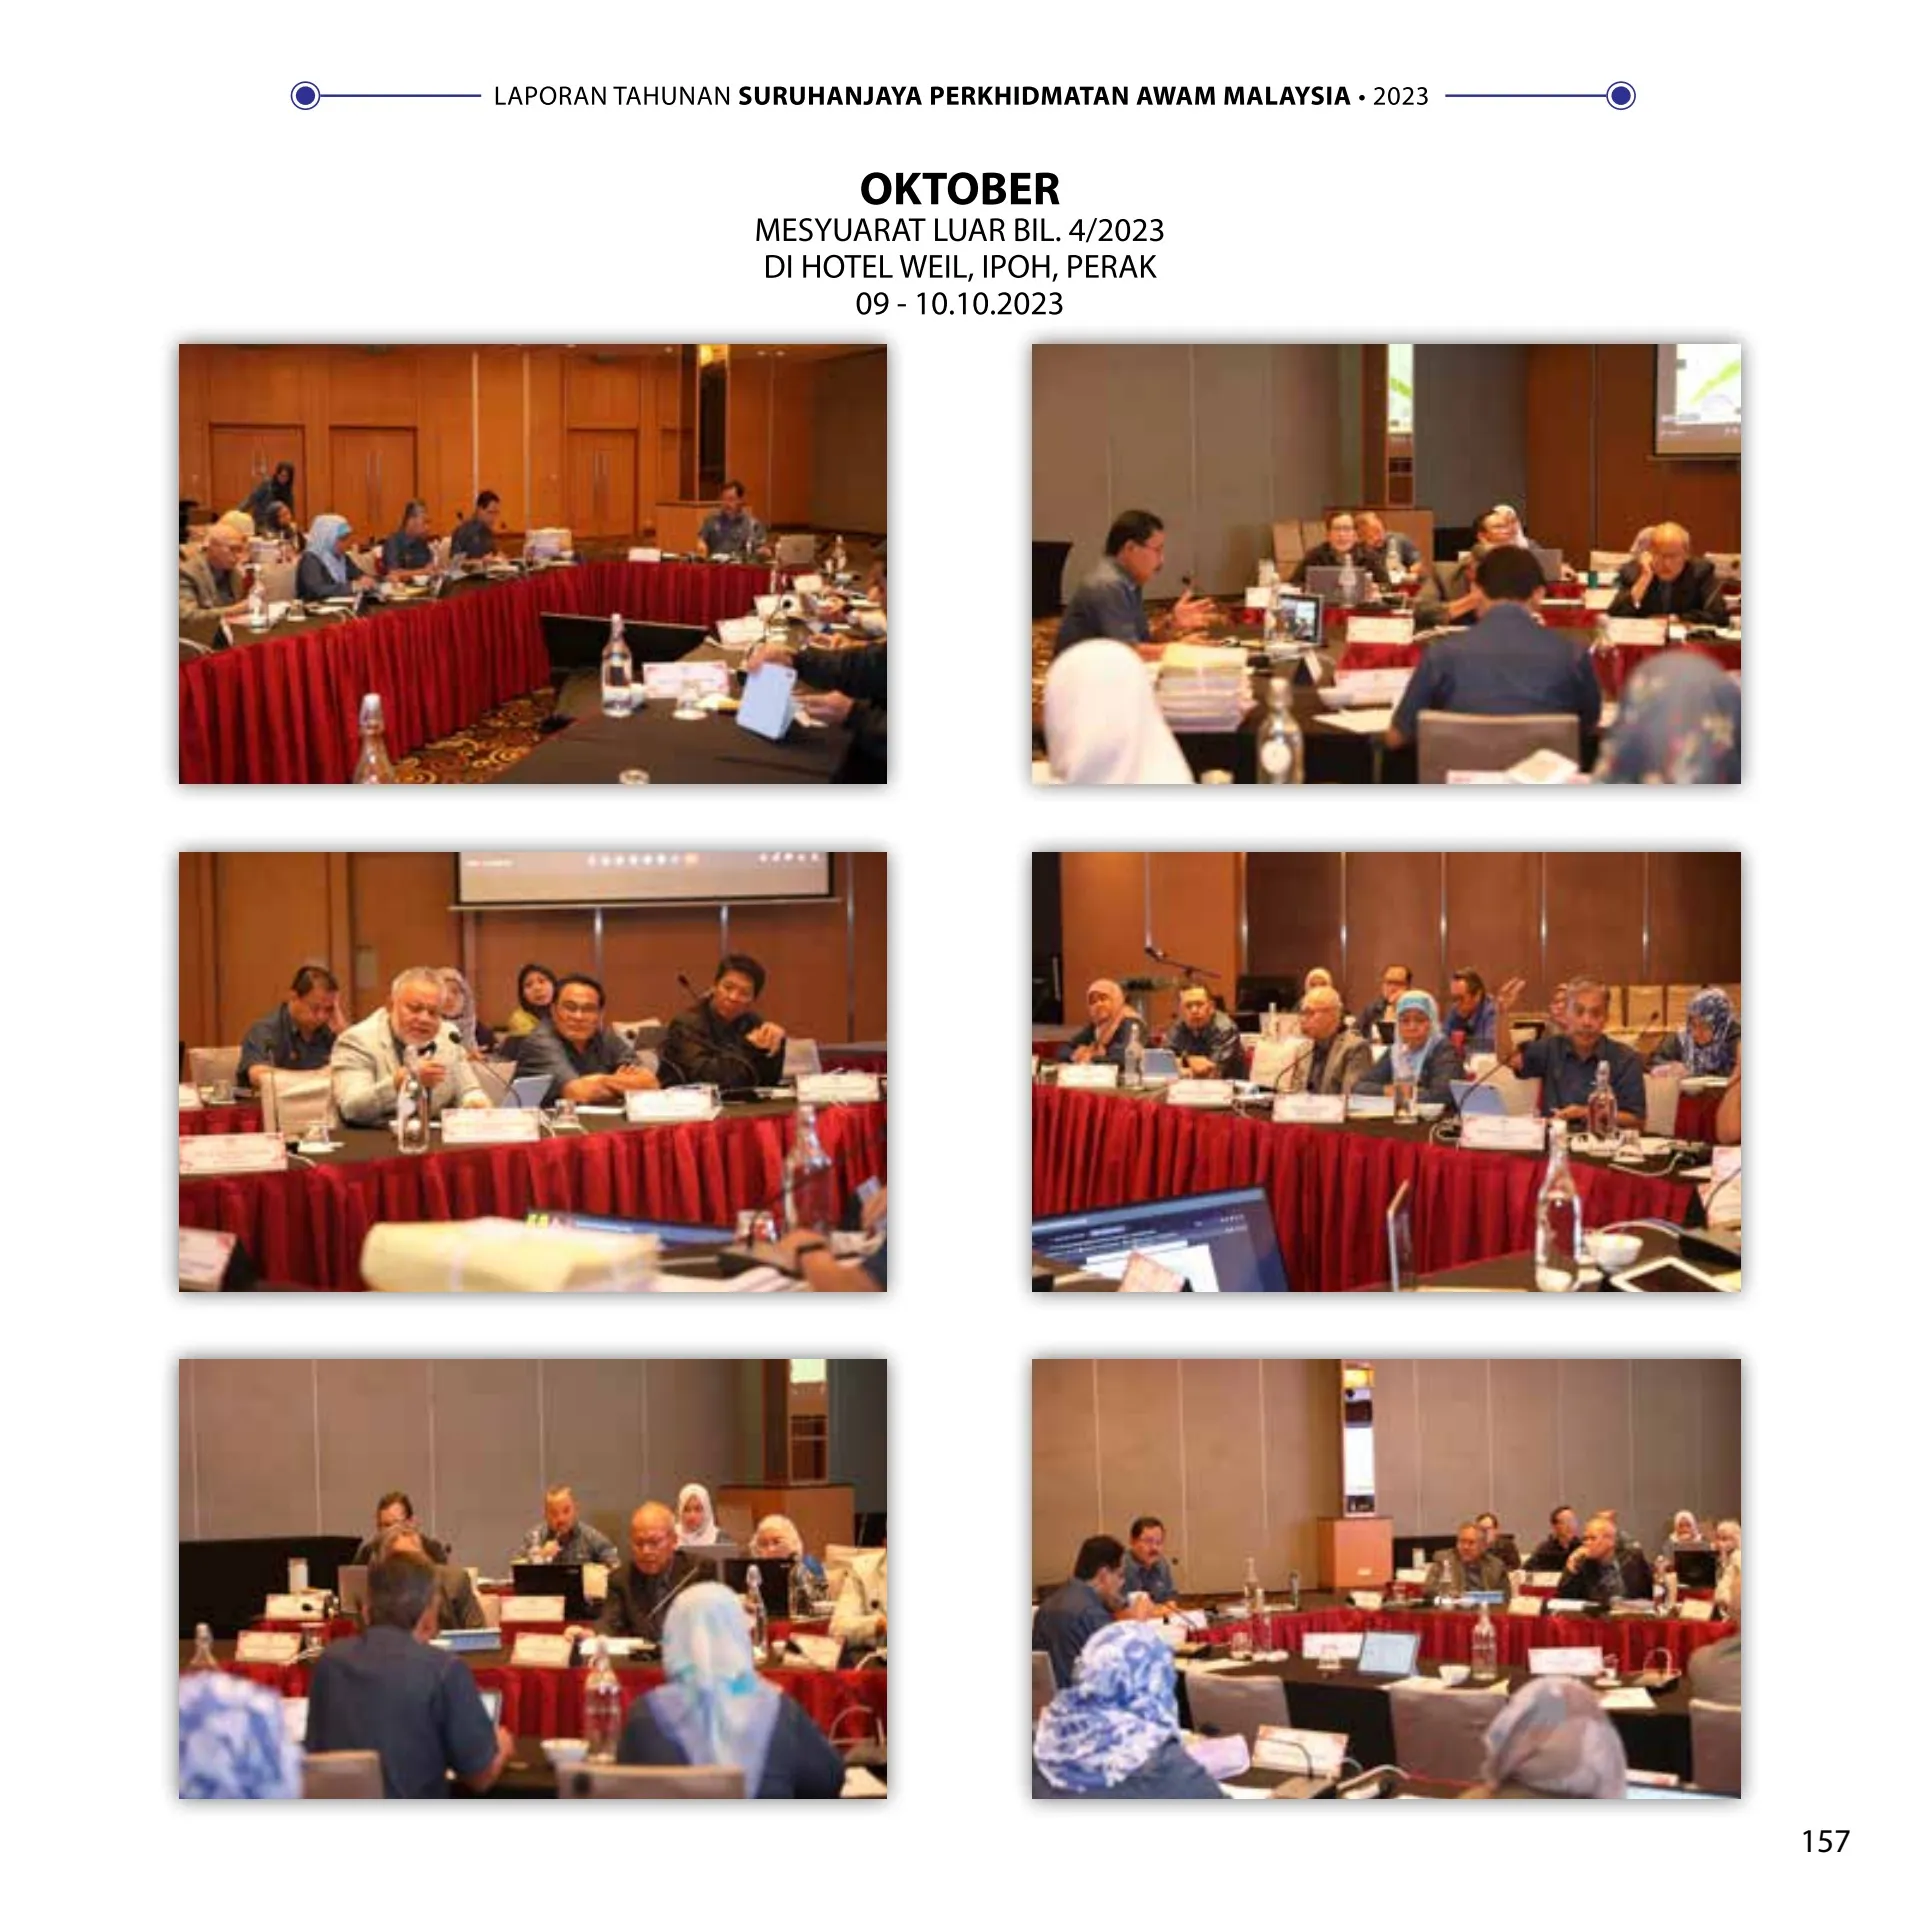 LAPORAN TAHUNAN SURUHANJAYA PERKHIDMATAN AWAM MALAYSIA • 2023
OKTOBER
MESYUARAT LUAR BIL. 4/2023
DI HOTEL WEIL, IPOH, PERAK
09 - 10.10.2023
157